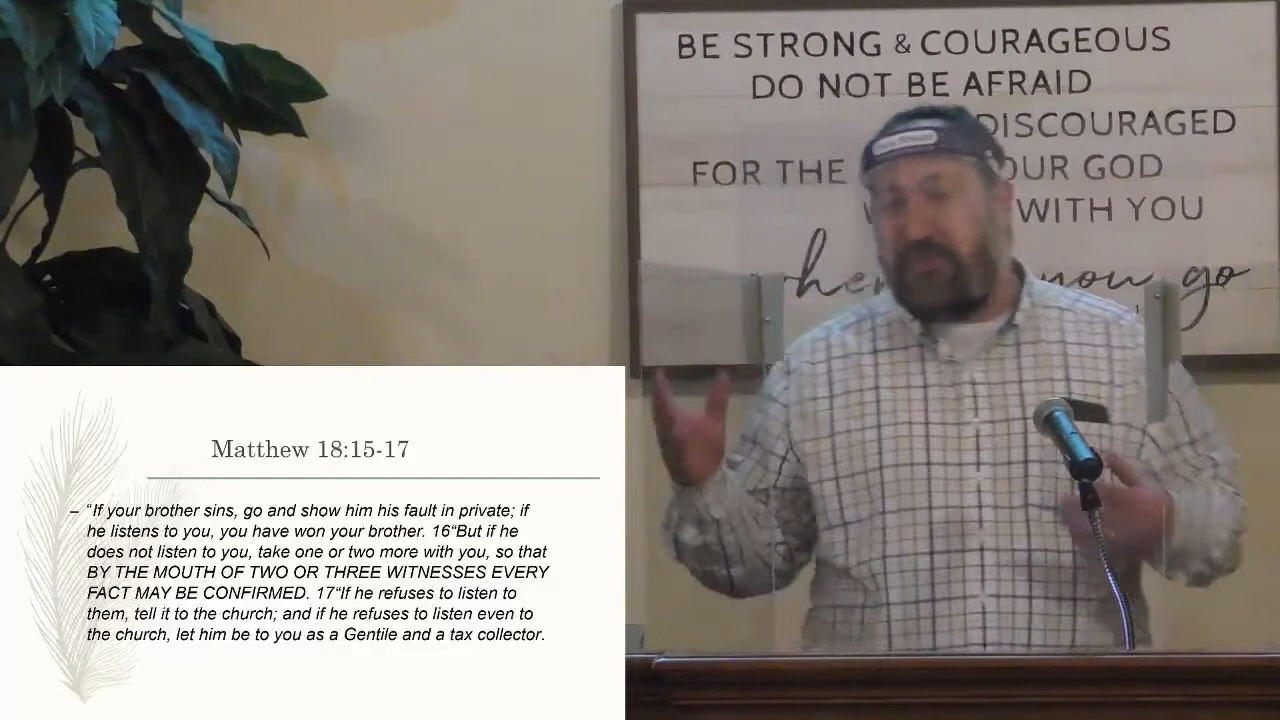 BE STRONG & COURAGEOUS
DO NOT BE AFRAID
DISCOURAGED
FOR THE OUR GOD
WITH YOU
you go
Matthew 18:15-17
– “If your brother sins, go and show him his fault in private; if
he listens to you, you have won your brother. 16“But if he
does not listen to you, take one or two more with you, so that
BY THE MOUTH OF TWO OR THREE WITNESSES EVERY
FACT MAY BE CONFIRMED. 17“If he refuses to listen to
them, tell it to the church; and if he refuses to listen even to
the church, let him be to you as a Gentile and a tax collector.